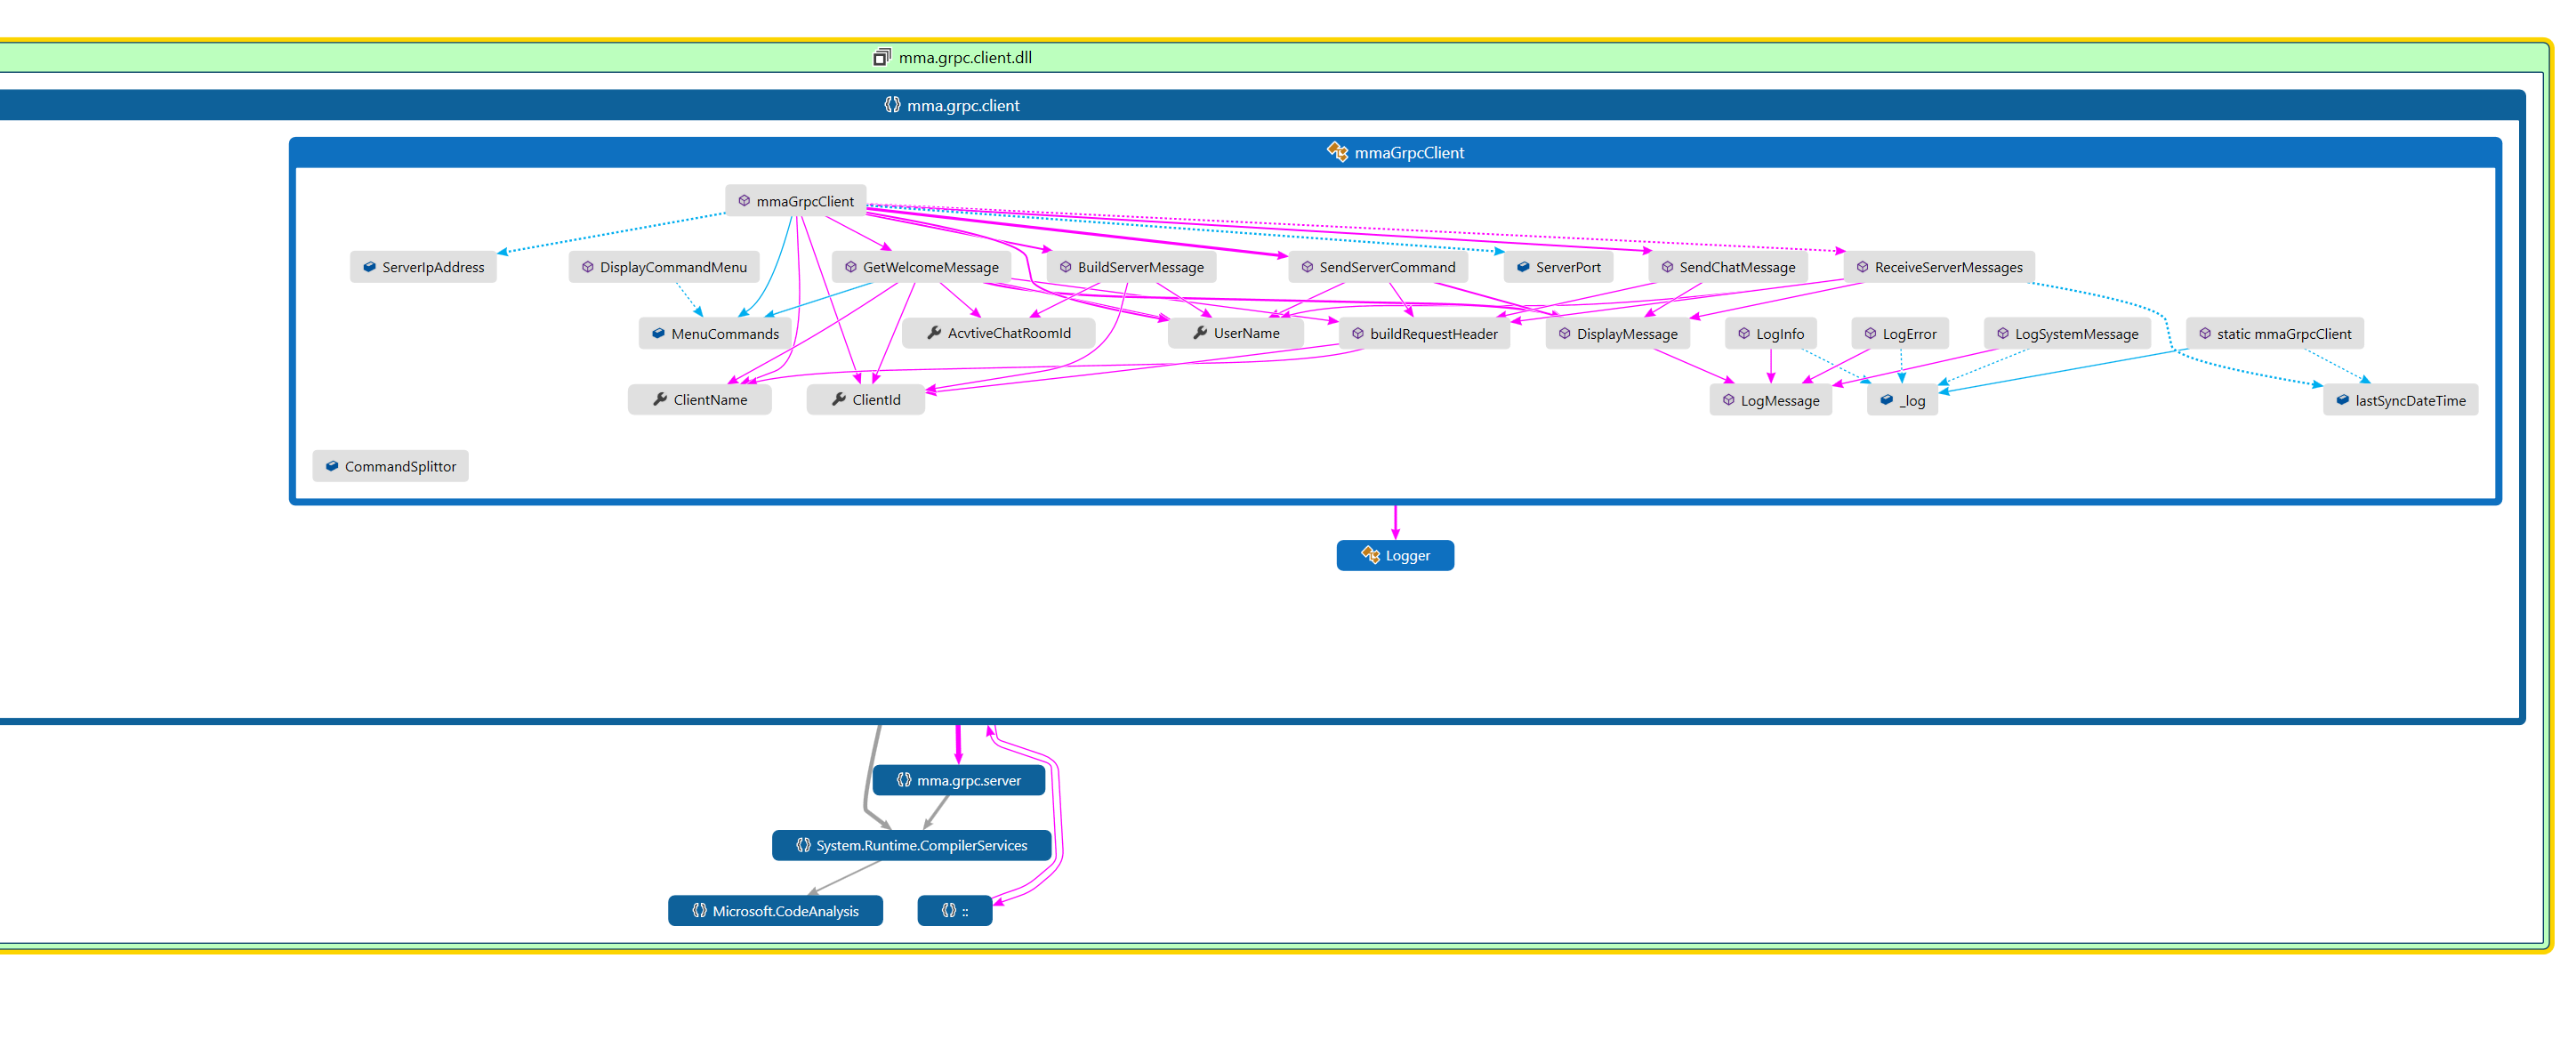 mma.grpc.client.dll
mma.grpc.client
mmaGrpcClient
mmaGrpcClient
ServerIpAddress
DisplayCommandMenu
GetWelcomeMessage
BuildServerMessage
SendServerCommand
ServerPort
SendChatMessage
ReceiveServerMessages
MenuCommands
AcvtiveChatRoomId
UserName
buildRequestHeader
DisplayMessage
LogInfo
LogError
LogSystemMessage
static mmaGrpcClient
ClientName
ClientId
LogMessage
_log
lastSyncDateTime
CommandSplittor
Logger
mma.grpc.server
System.Runtime.CompilerServices
Microsoft.CodeAnalysis
::